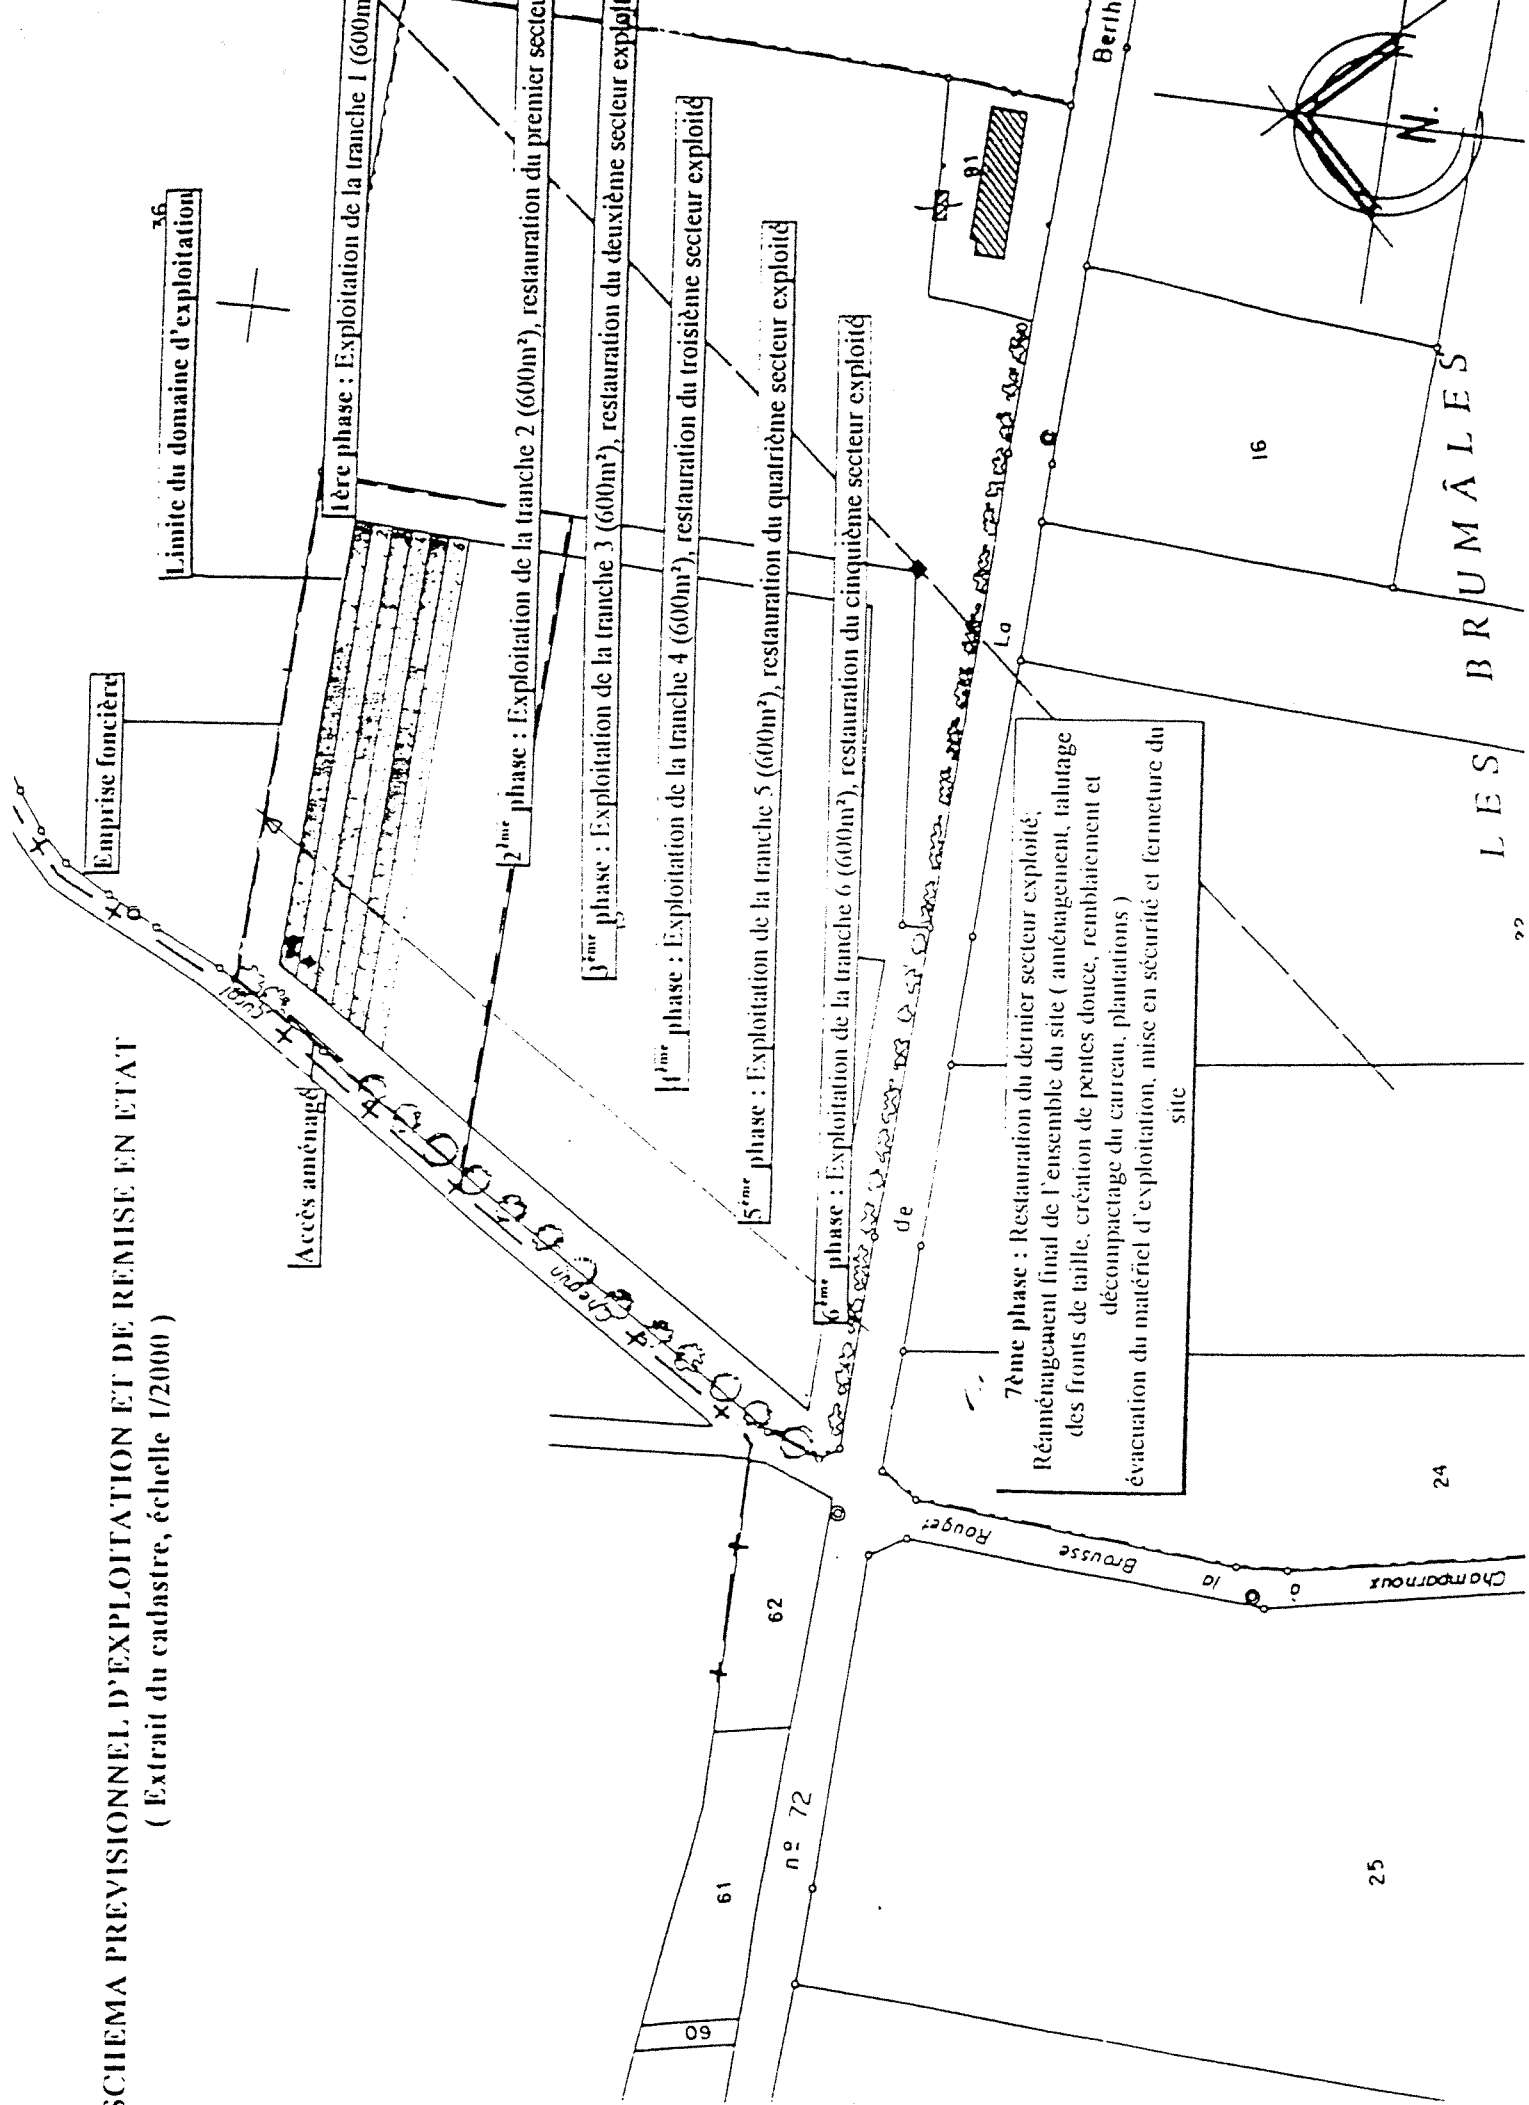 SCHEMA PREVISIONNEL D'EXPLOITATION ET DE REMISE EN ETAT
( Extrait du cadastre, échelle 1/2000 )
Emprise foncière
Limite du domaine d'exploitation
36
Accès aménagé
1ère phase : Exploitation de la tranche 1 (600m
2ème phase : Exploitation de la tranche 2 (600m²), restauration du premier secteu
3ème phase : Exploitation de la tranche 3 (600m²), restauration du deuxième secteur exploit
4ème phase : Exploitation de la tranche 4 (600m²), restauration du troisième secteur exploité
5ème phase : Exploitation de la tranche 5 (600m²), restauration du quatrième secteur exploité
6ème phase : Exploitation de la tranche 6 (600m²), restauration du cinquième secteur exploité
7ème phase : Restauration du dernier secteur exploité,
Réaménagement final de l'ensemble du site ( aménagement, talutage
des fronts de taille, création de pentes douce, remblaiement et
décompactage du carreau, plantations )
évacuation du matériel d'exploitation, mise en sécurité et fermeture du
site
2
4
6
Chemin
rural
60
61
62
n° 72
de
La
Berth
91
16
N.
LES BRUMÂLES
22
24
25
Rouget
Brousse
la
à
Champarnoux